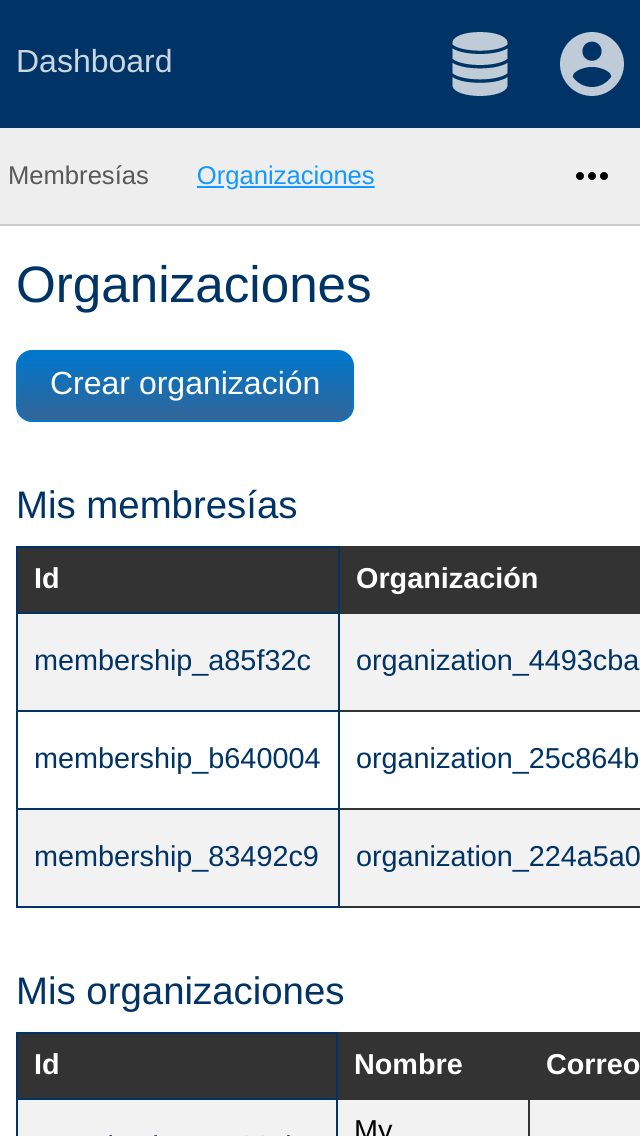 Dashboard
Membresías Organizaciones
Organizaciones
Crear organización
Mis membresías
Id Organización
membership_a85f32c organization_4493cba
membership_b640004 organization_25c864b
membership_83492c9 organization_224a5a0
Mis organizaciones
Id Nombre Correo
My